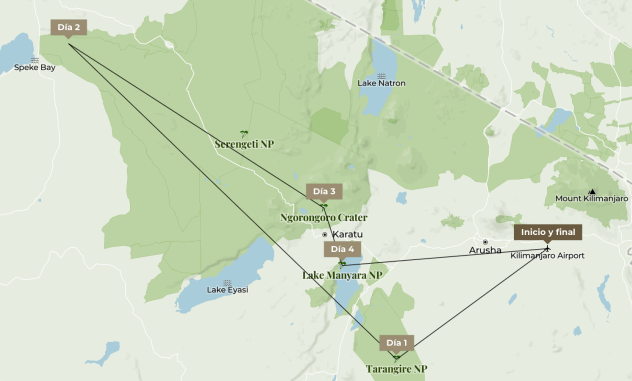 Día 2
Speke Bay
Lake Natron
Serengeti NP
Día 3
Mount Kilimanjaro
Ngorongoro Crater
Karatu
Inicio y final
Día 4
Arusha
Kilimanjaro Airport
Lake Manyara NP
Lake Eyasi
Día 1
Tarangire NP